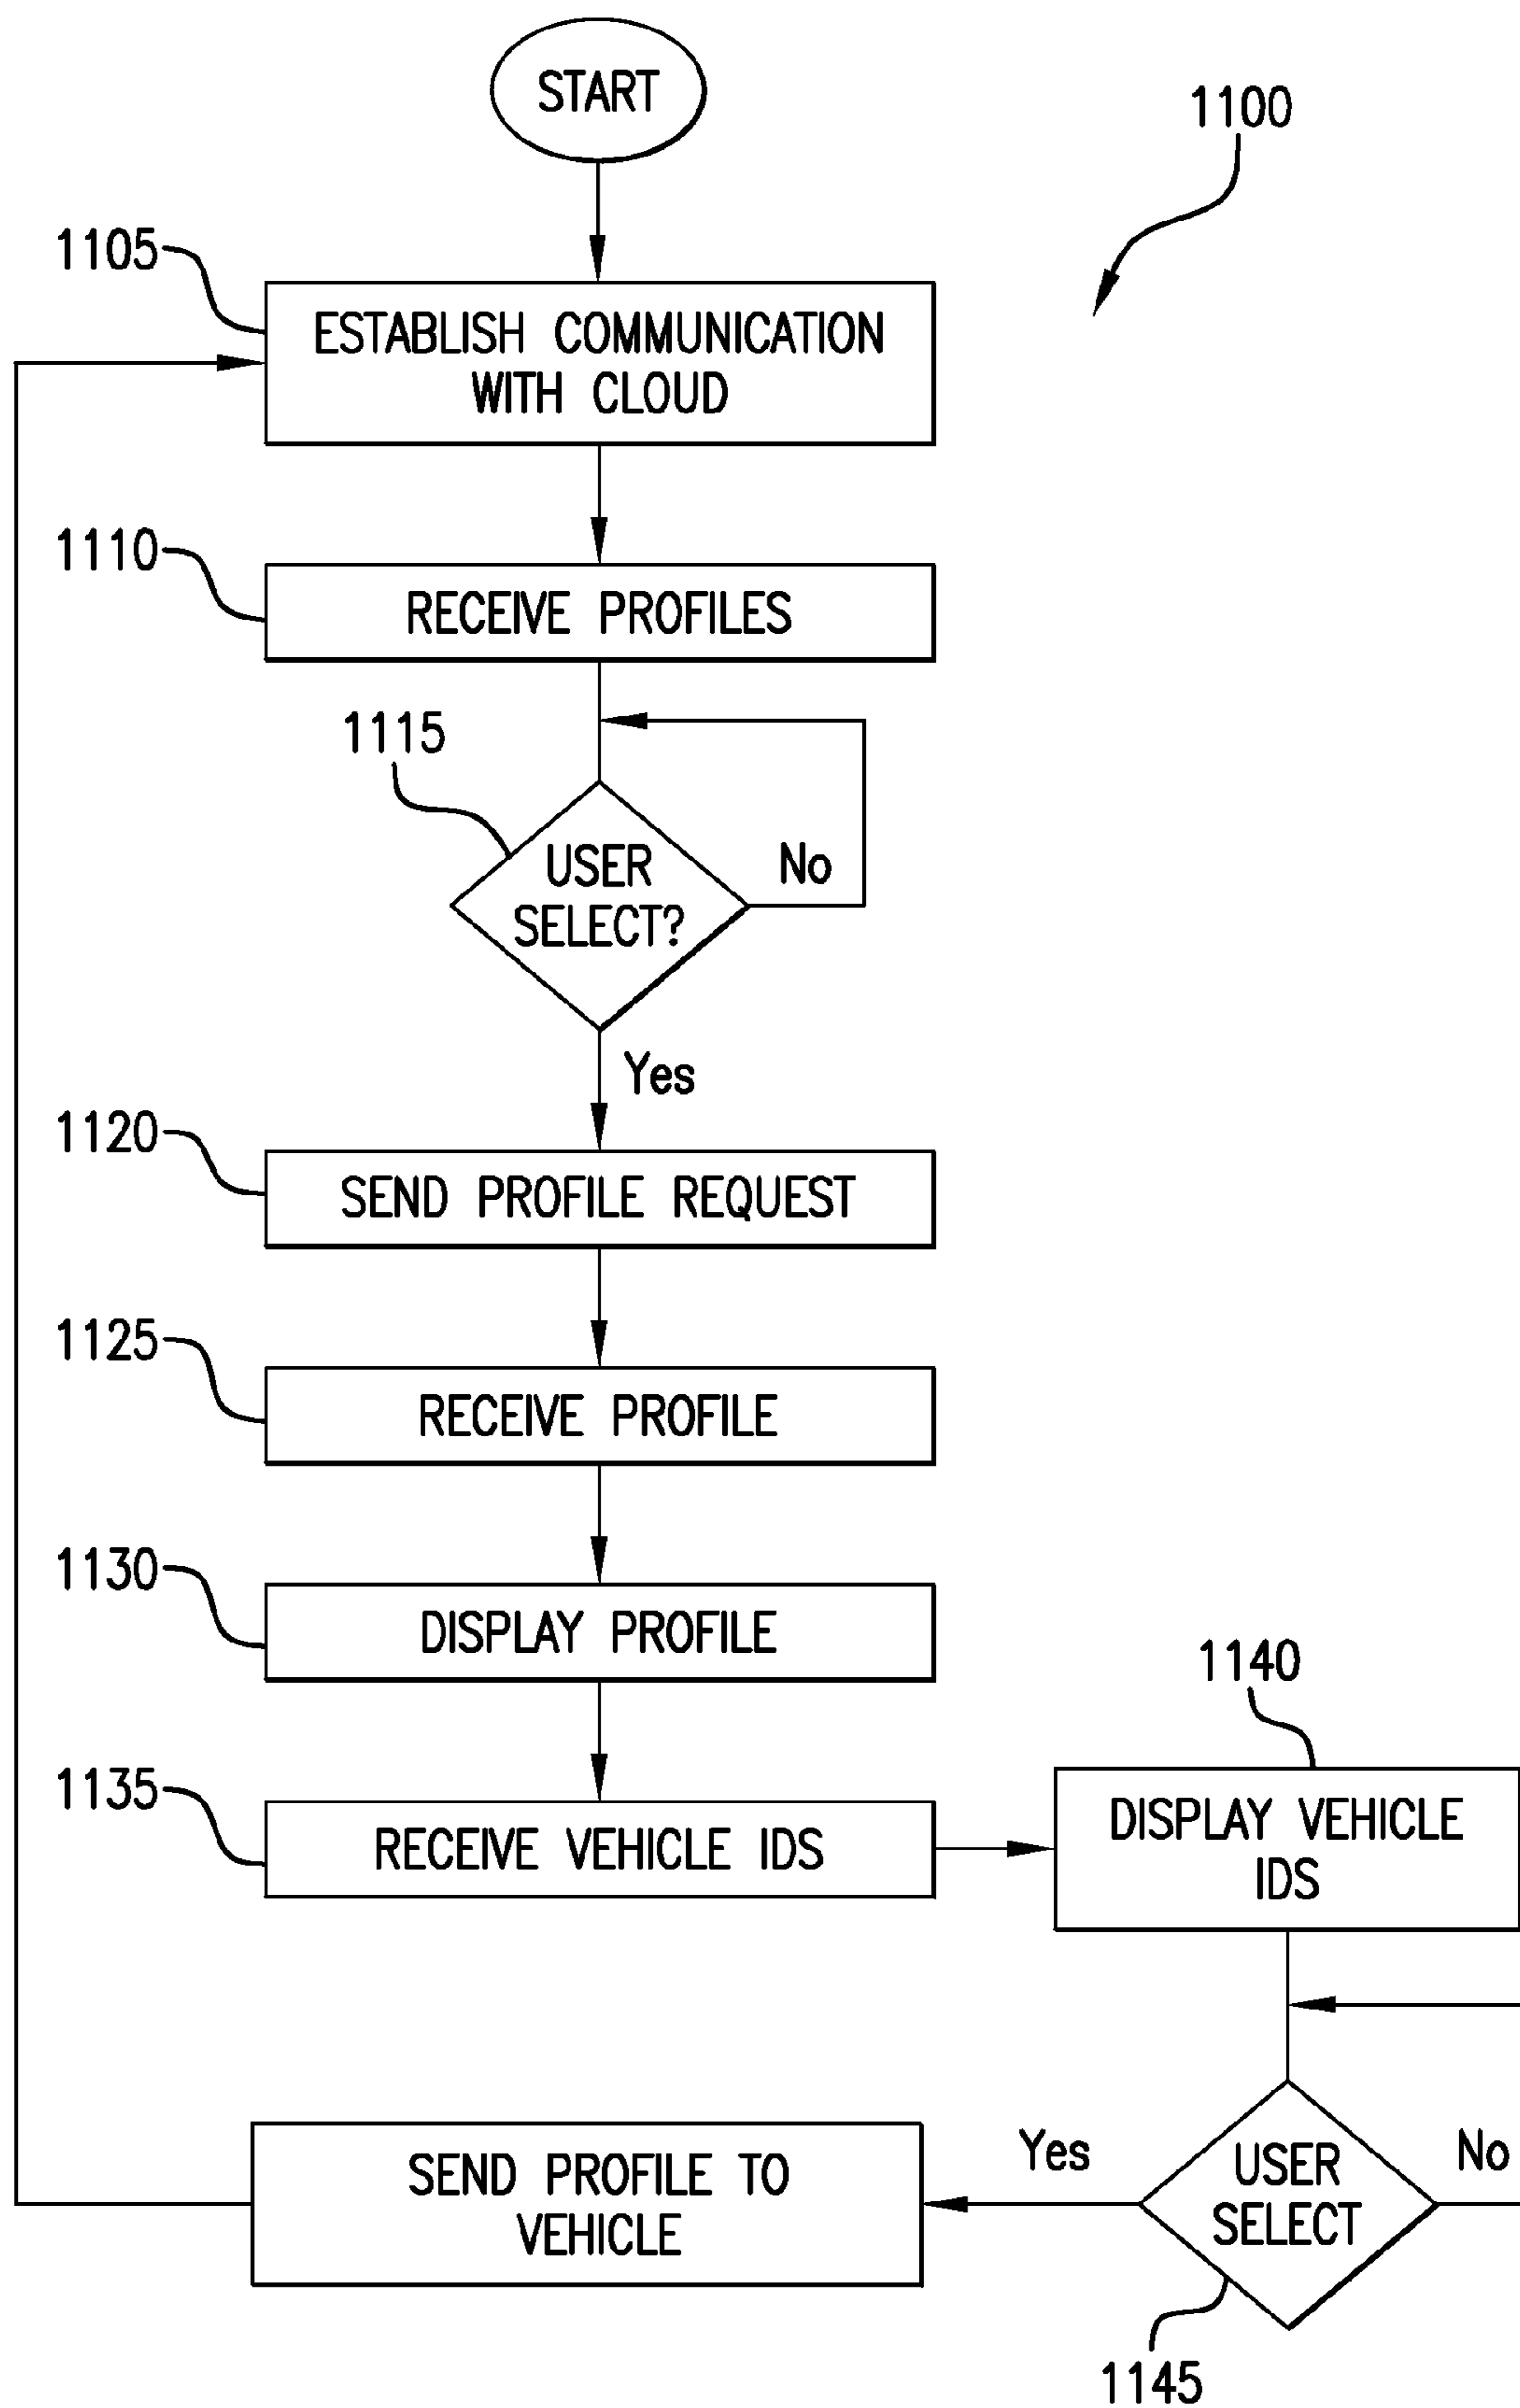 START
1100
1105
ESTABLISH COMMUNICATION
WITH CLOUD
1110
RECEIVE PROFILES
1115
USER
SELECT?
No
Yes
1120
SEND PROFILE REQUEST
1125
RECEIVE PROFILE
1130
DISPLAY PROFILE
1135
RECEIVE VEHICLE IDS
1140
DISPLAY VEHICLE
IDS
USER
SELECT
No
Yes
1145
SEND PROFILE TO
VEHICLE